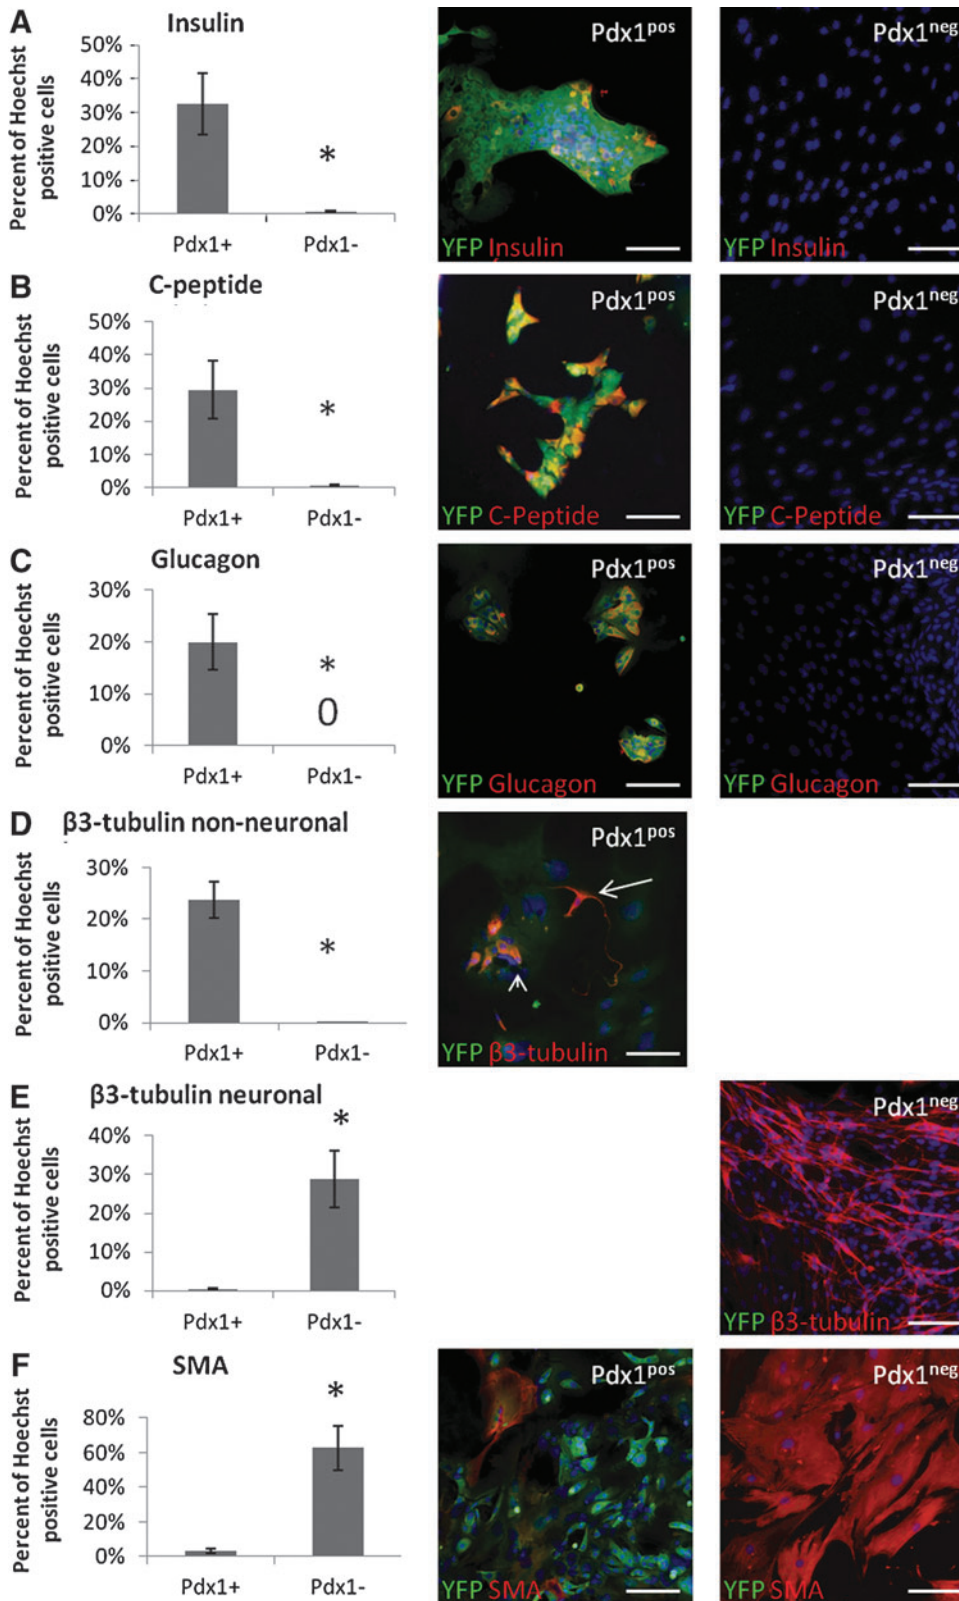 A
Insulin
Percent of Hoechst
positive cells
50%
40%
30%
20%
10%
0%
*
Pdx1+ Pdx1-
Pdx1pos
YFP Insulin
Pdx1neg
YFP Insulin
B
C-peptide
Percent of Hoechst
positive cells
50%
40%
30%
20%
10%
0%
*
Pdx1+ Pdx1-
Pdx1pos
YFP C-Peptide
Pdx1neg
YFP C-Peptide
C
Glucagon
Percent of Hoechst
positive cells
30%
20%
10%
0%
*
0
Pdx1+ Pdx1-
Pdx1pos
YFP Glucagon
Pdx1neg
YFP Glucagon
D
β3-tubulin non-neuronal
Percent of Hoechst
positive cells
30%
20%
10%
0%
*
Pdx1+ Pdx1-
Pdx1pos
YFP β3-tubulin
E
β3-tubulin neuronal
Percent of Hoechst
positive cells
40%
30%
20%
10%
0%
*
Pdx1+ Pdx1-
Pdx1neg
YFP β3-tubulin
F
SMA
Percent of Hoechst
positive cells
80%
60%
40%
20%
0%
*
Pdx1+ Pdx1-
Pdx1pos
YFP SMA
Pdx1neg
YFP SMA